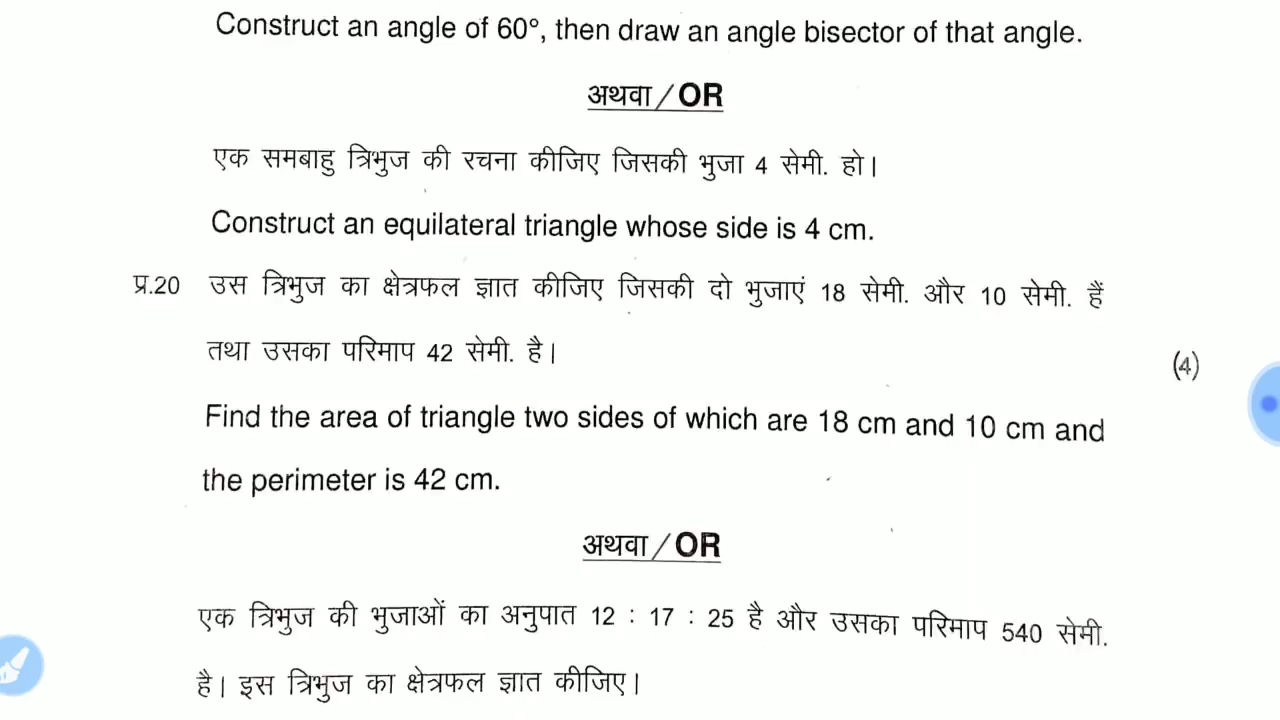 Construct an angle of 60°, then draw an angle bisector of that angle.
अथवा / OR
एक समबाहु त्रिभुज की रचना कीजिए जिसकी भुजा 4 सेमी. हो।
Construct an equilateral triangle whose side is 4 cm.
प्र.20 उस त्रिभुज का क्षेत्रफल ज्ञात कीजिए जिसकी दो भुजाएं 18 सेमी. और 10 सेमी. हैं
तथा उसका परिमाप 42 सेमी. है।
(4)
Find the area of triangle two sides of which are 18 cm and 10 cm and
the perimeter is 42 cm.
अथवा / OR
एक त्रिभुज की भुजाओं का अनुपात 12 : 17 : 25 है और उसका परिमाप 540 सेमी.
है। इस त्रिभुज का क्षेत्रफल ज्ञात कीजिए।